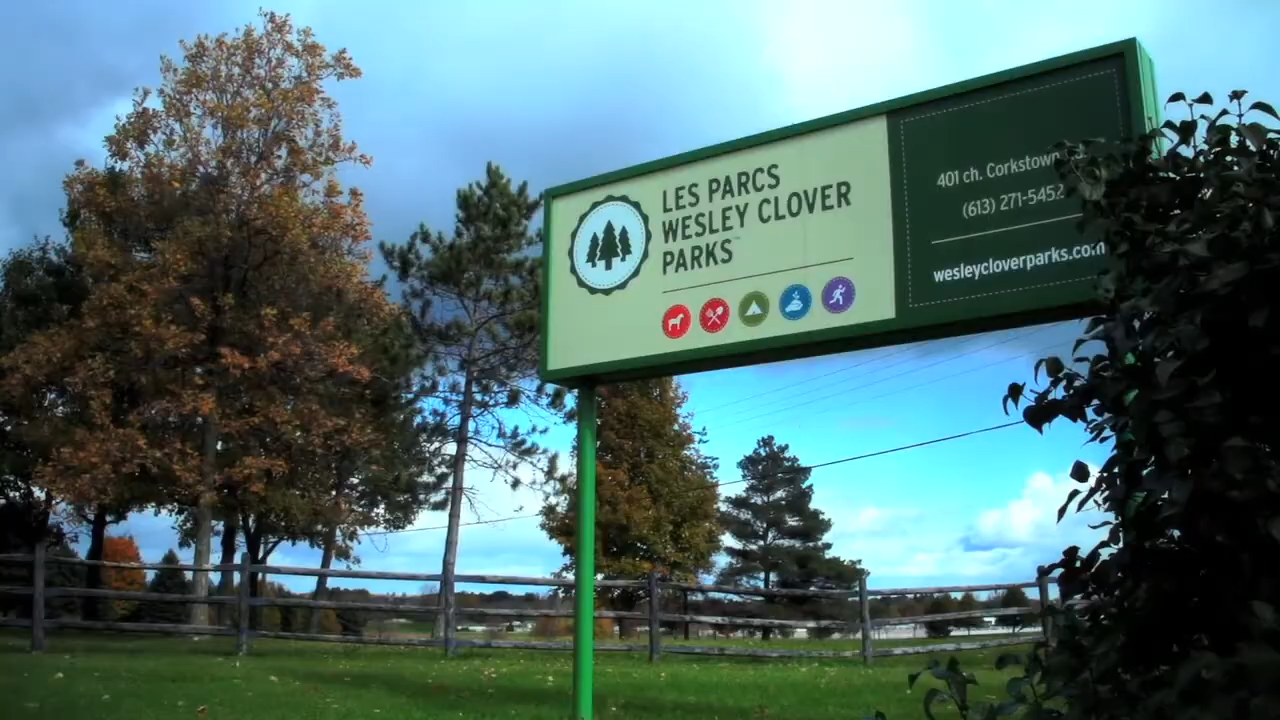 LES PARCS
WESLEY CLOVER
PARKS
401 ch. Corkstown
(613) 271-5452
wesleycloverparks.com